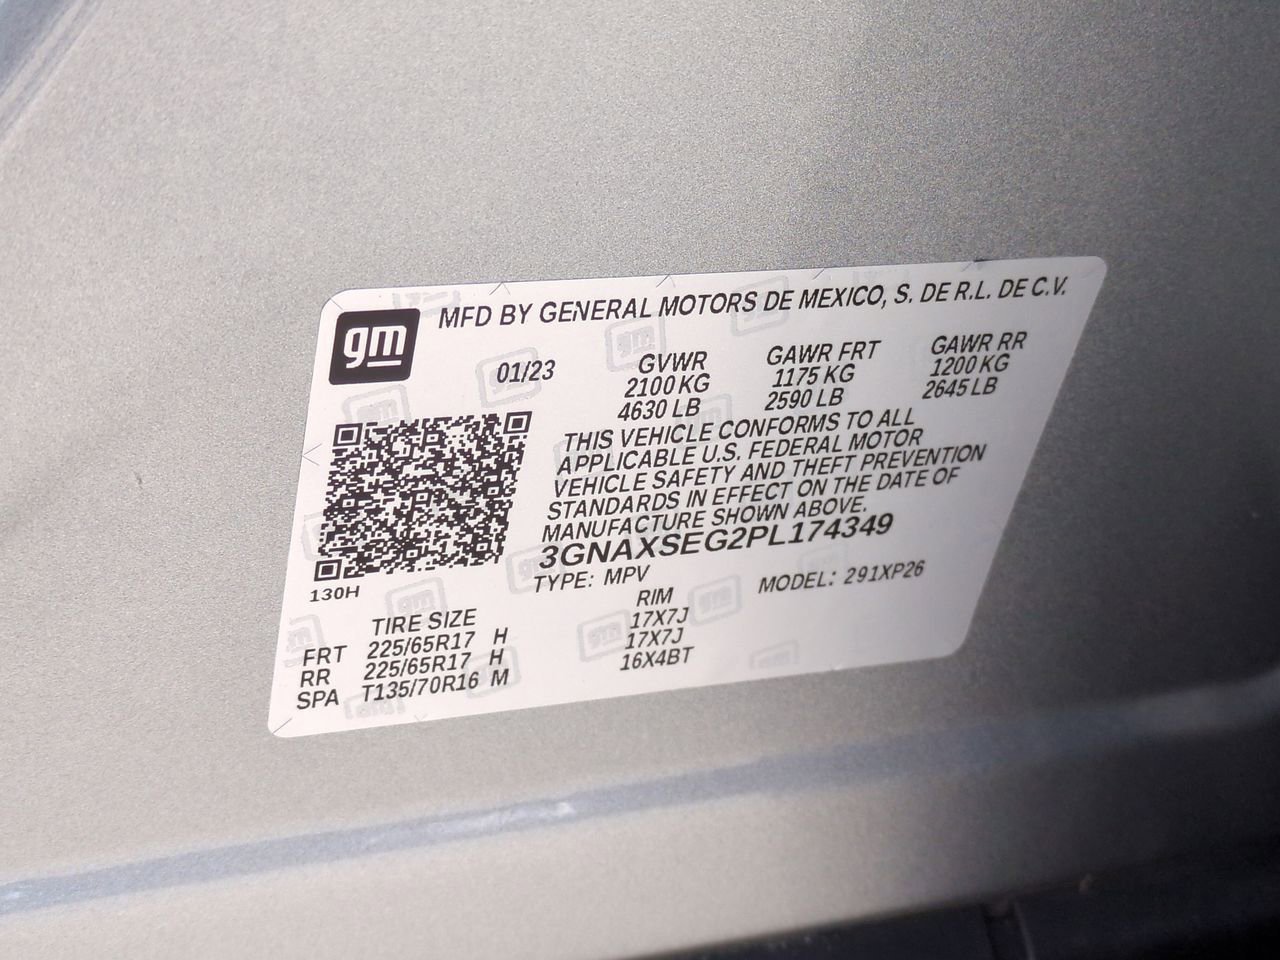 gm
MFD BY GENERAL MOTORS DE MEXICO, S. DE R.L. DE C.V.
01/23 GVWR GAWR FRT GAWR RR
2100 KG 1175 KG 1200 KG
4630 LB 2590 LB 2645 LB
THIS VEHICLE CONFORMS TO ALL
APPLICABLE U.S. FEDERAL MOTOR
VEHICLE SAFETY AND THEFT PREVENTION
STANDARDS IN EFFECT ON THE DATE OF
MANUFACTURE SHOWN ABOVE.
3GNAXSEG2PL174349
TYPE: MPV MODEL: 291XP26
130H
TIRE SIZE RIM
FRT 225/65R17 H 17X7J
RR 225/65R17 H 17X7J
SPA T135/70R16 M 16X4BT